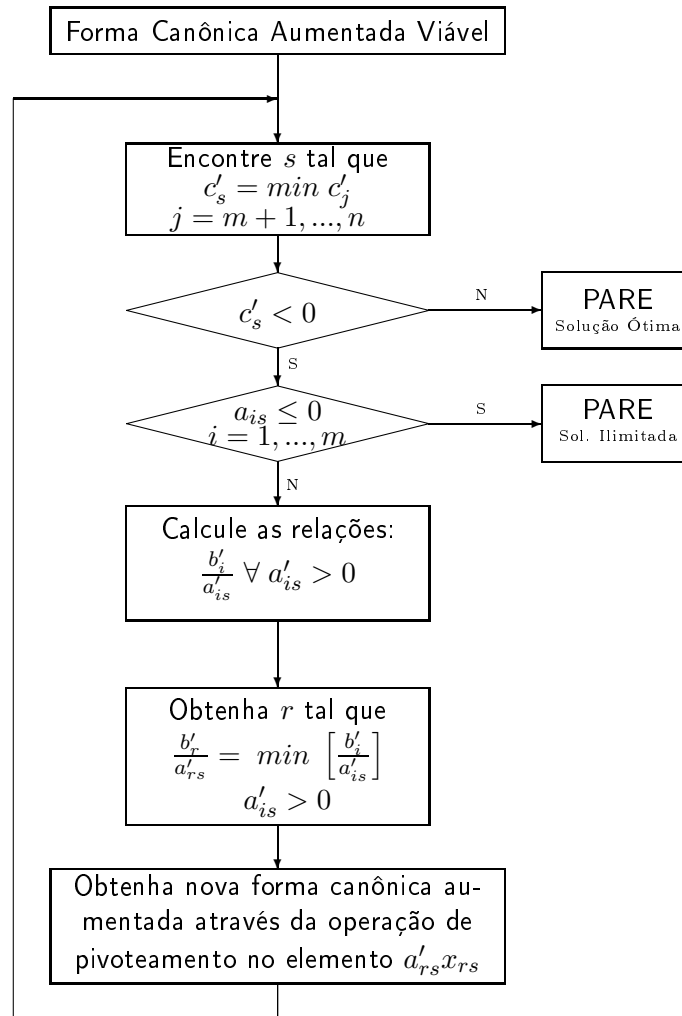 Forma Canônica Aumentada Viável
Encontre s tal que
c′_s = min c′_j
j = m + 1, ..., n
c′_s < 0
N
PARE
Solução Ótima
S
a_is ≤ 0
i = 1, ..., m
S
PARE
Sol. Ilimitada
N
Calcule as relações:
b′_i/a′_is ∀ a′_is > 0
Obtenha r tal que
b′_r/a′_rs = min [b′_i/a′_is]
a′_is > 0
Obtenha nova forma canônica au-
mentada através da operação de
pivoteamento no elemento a′_rs x_rs